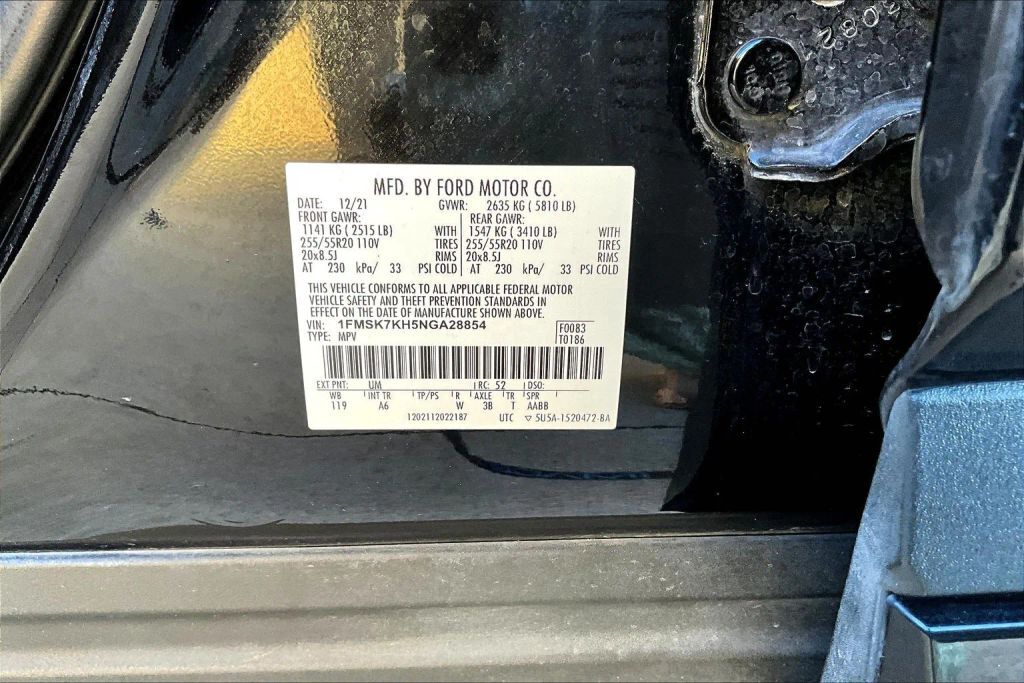 2802
MFD. BY FORD MOTOR CO.
DATE: 12/21 GVWR: 2635 KG ( 5810 LB)
FRONT GAWR: REAR GAWR:
1141 KG ( 2515 LB) WITH 1547 KG ( 3410 LB) WITH
255/55R20 110V TIRES 255/55R20 110V TIRES
20x8.5J RIMS 20x8.5J RIMS
AT 230 kPa/ 33 PSI COLD AT 230 kPa/ 33 PSI COLD
THIS VEHICLE CONFORMS TO ALL APPLICABLE FEDERAL MOTOR
VEHICLE SAFETY AND THEFT PREVENTION STANDARDS IN
EFFECT ON THE DATE OF MANUFACTURE SHOWN ABOVE.
VIN: 1FMSK7KH5NGA28854 F0083
TYPE: MPV T0186
EXT PNT: UM RC: 52 DSO:
WB INT TR TP/PS R AXLE TR SPR
119 A6 W 3B T AABB
1202112022187 UTC ▽ 5U5A-1520472-BA